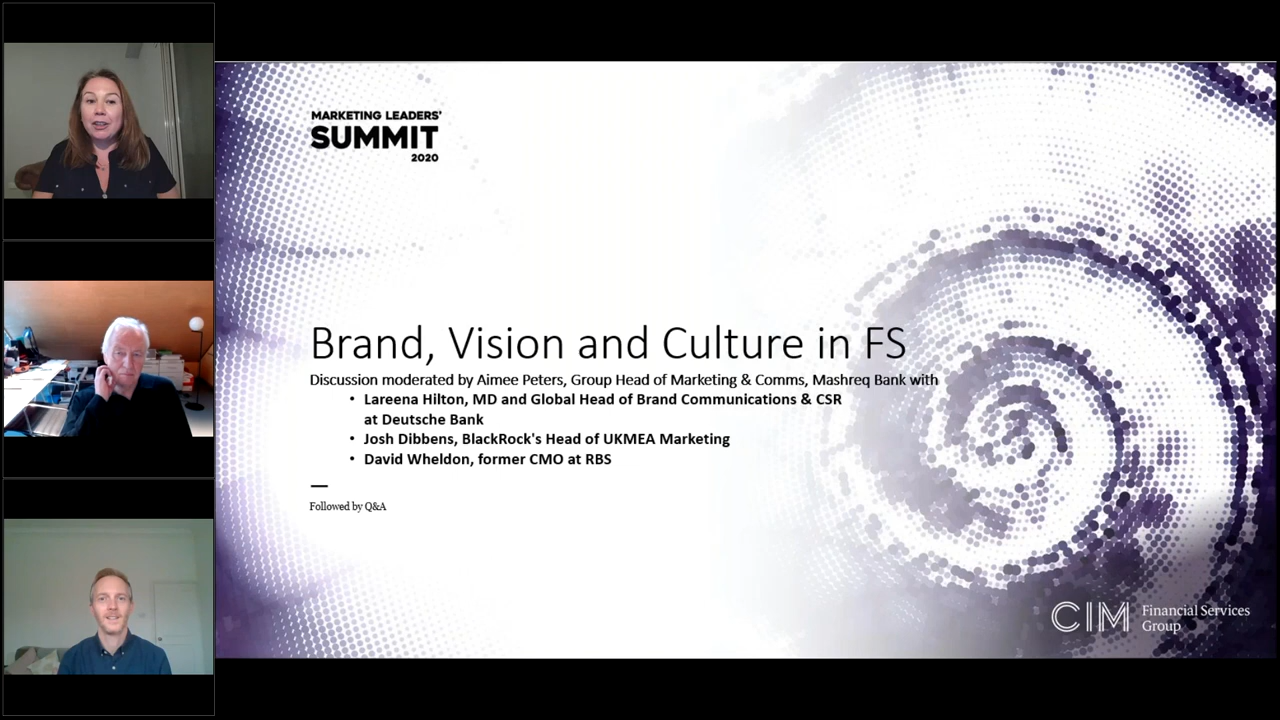 MARKETING LEADERS'
SUMMIT
2020
Brand, Vision and Culture in FS
Discussion moderated by Aimee Peters, Group Head of Marketing & Comms, Mashreq Bank with
• Lareena Hilton, MD and Global Head of Brand Communications & CSR
at Deutsche Bank
• Josh Dibbens, BlackRock's Head of UKMEA Marketing
• David Wheldon, former CMO at RBS
Followed by Q&A
CIM Financial Services
Group